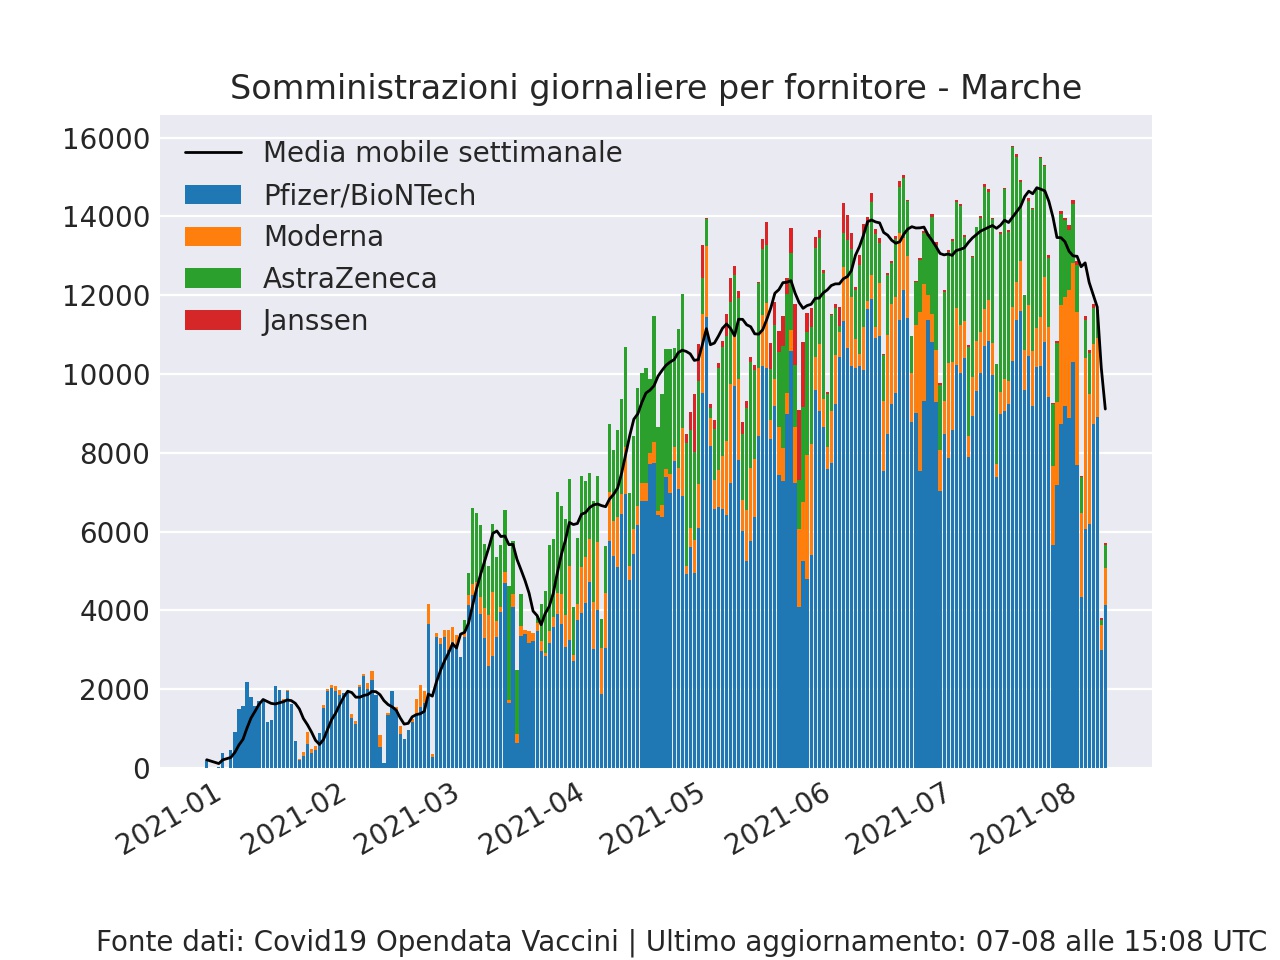 Somministrazioni giornaliere per fornitore - Marche
16000
14000
12000
10000
8000
6000
4000
2000
0
Media mobile settimanale
Pfizer/BioNTech
Moderna
AstraZeneca
Janssen
2021-01
2021-02
2021-03
2021-04
2021-05
2021-06
2021-07
2021-08
Fonte dati: Covid19 Opendata Vaccini | Ultimo aggiornamento: 07-08 alle 15:08 UTC